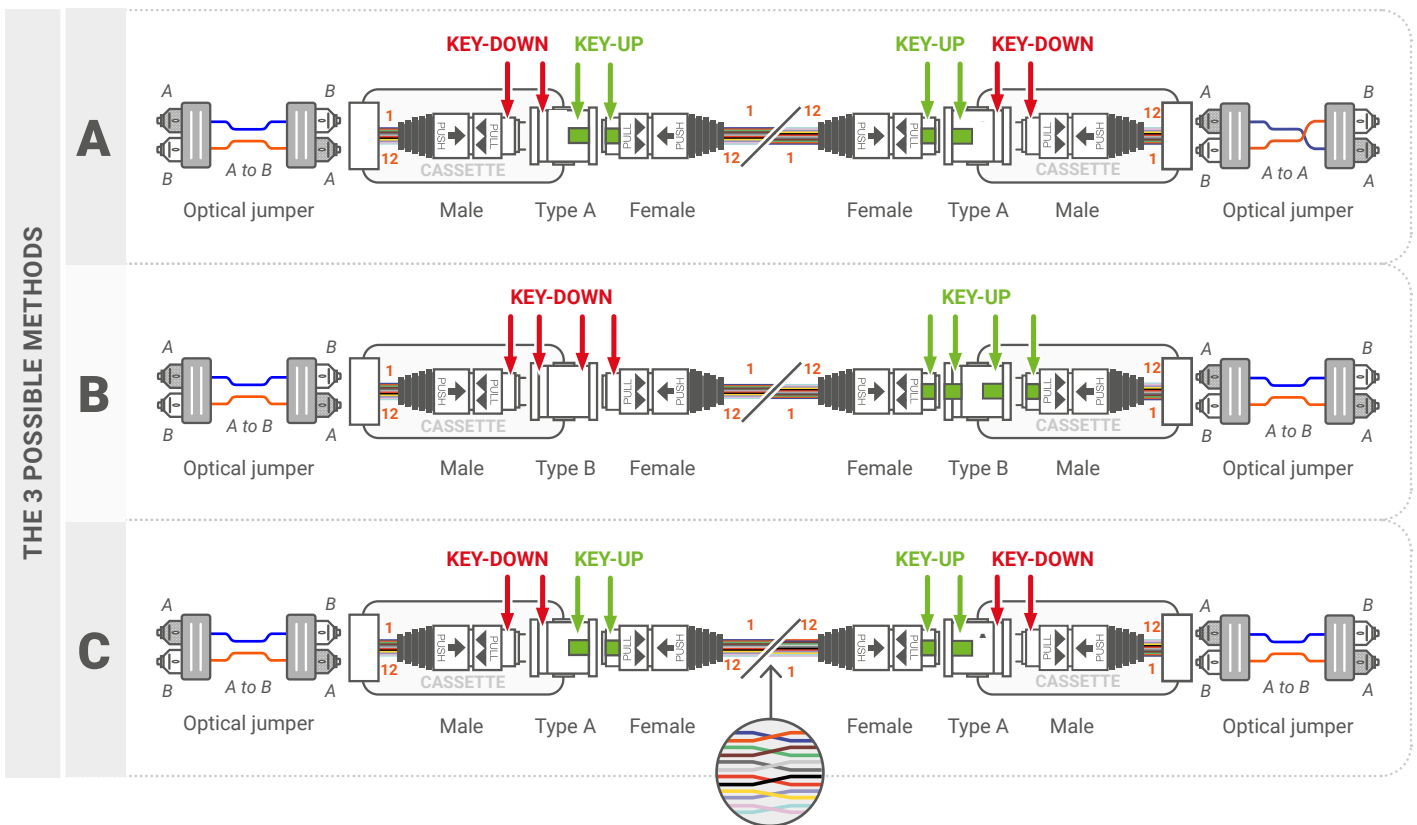 THE 3 POSSIBLE METHODS
A
KEY-DOWN KEY-UP KEY-UP KEY-DOWN
A B A B
1 1 12 12
PUSH PULL PULL PUSH PUSH PULL PULL PUSH
12 12 1 1
CASSETTE CASSETTE
B A to B A B A to A A
Optical jumper Male Type A Female Female Type A Male Optical jumper
B
KEY-DOWN KEY-UP
A B A B
1 1 12 12
PUSH PULL PULL PUSH PUSH PULL PULL PUSH
12 12 1 1
CASSETTE CASSETTE
B A to B A B A to B A
Optical jumper Male Type B Female Female Type B Male Optical jumper
C
KEY-DOWN KEY-UP KEY-UP KEY-DOWN
A B A B
1 1 12 12
PUSH PULL PULL PUSH PUSH PULL PULL PUSH
12 12 1 1
CASSETTE CASSETTE
B A to B A B A to B A
Optical jumper Male Type A Female Female Type A Male Optical jumper